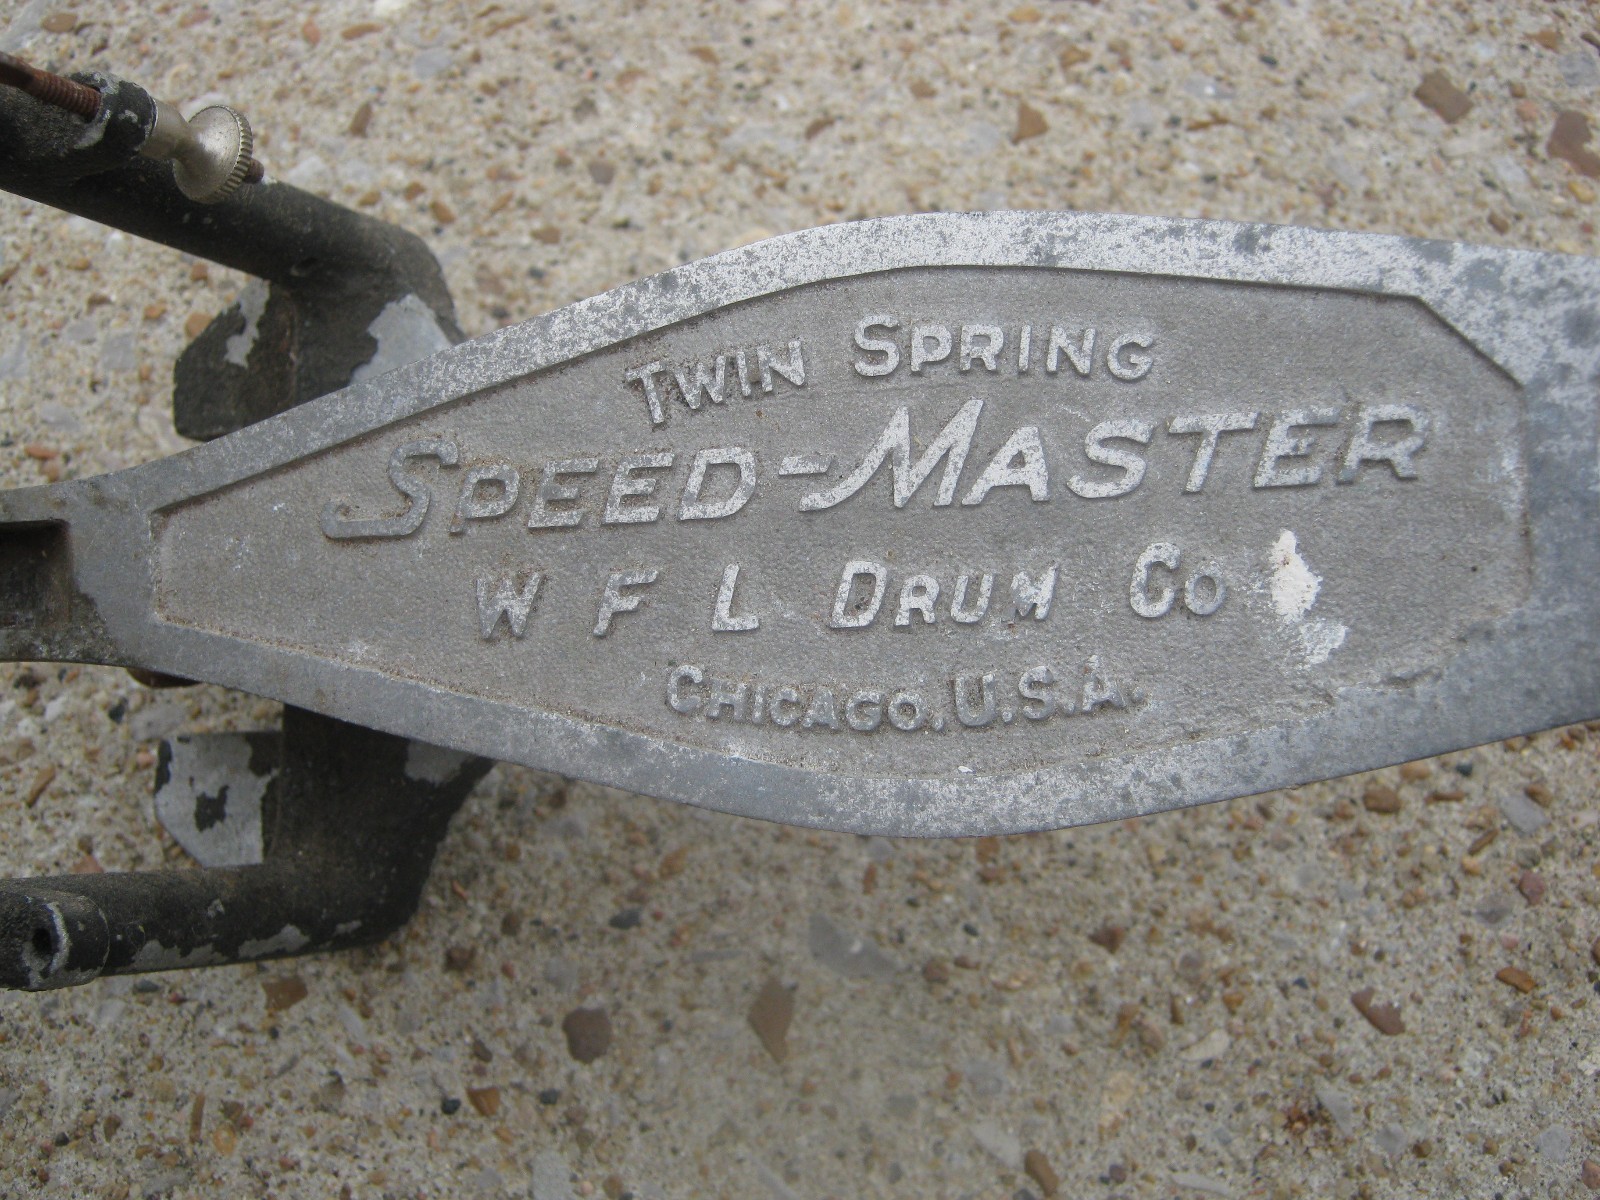 TWIN SPRING
SPEED-MASTER
W F L DRUM CO
CHICAGO, U.S.A.